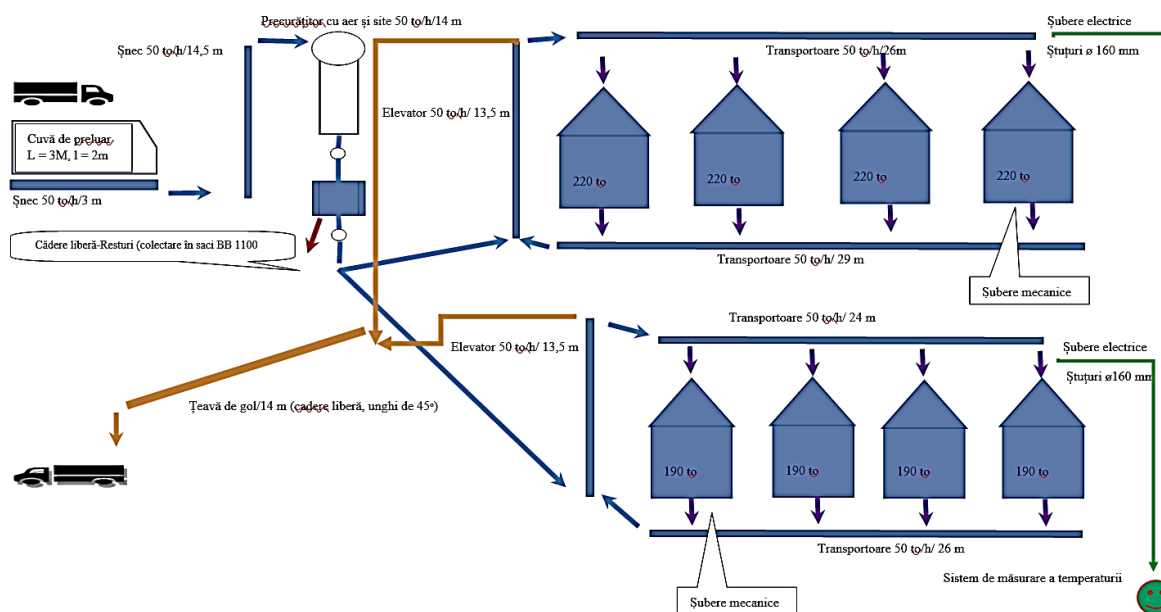 Precurățitor cu aer și site 50 to/h/14 m
Șubere electrice
Șnec 50 to/h/14,5 m
Transportoare 50 to/h/26m
Ștuțuri ø 160 mm
Elevator 50 to/h/ 13,5 m
Cuvă de preluar
L = 3M, l = 2m
220 to
220 to
220 to
220 to
Șnec 50 to/h/3 m
Cădere liberă-Resturi (colectare în saci BB 1100
Transportoare 50 to/h/ 29 m
Șubere mecanice
Transportoare 50 to/h/ 24 m
Elevator 50 to/h/ 13,5 m
Șubere electrice
Ștuțuri ø160 mm
Țeavă de gol/14 m (cadere liberă, unghi de 45º)
190 to
190 to
190 to
190 to
Transportoare 50 to/h/ 26 m
Sistem de măsurare a temperaturii
Șubere mecanice